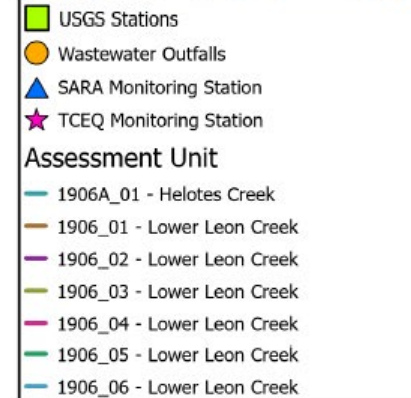 USGS Stations
Wastewater Outfalls
SARA Monitoring Station
TCEQ Monitoring Station
Assessment Unit
1906A_01 - Helotes Creek
1906_01 - Lower Leon Creek
1906_02 - Lower Leon Creek
1906_03 - Lower Leon Creek
1906_04 - Lower Leon Creek
1906_05 - Lower Leon Creek
1906_06 - Lower Leon Creek